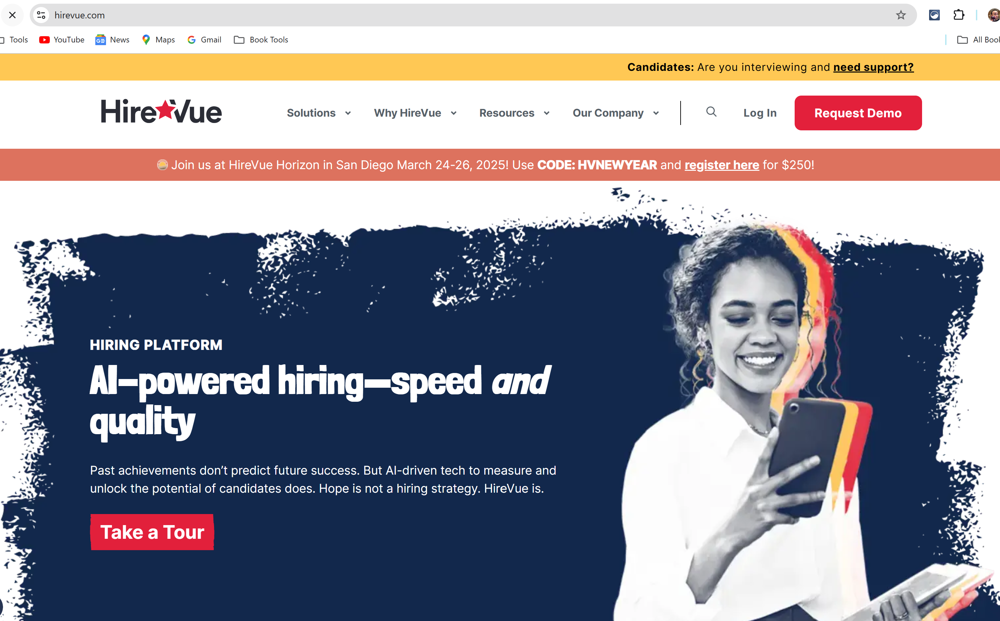 hirevue.com
Tools YouTube News Maps Gmail Book Tools
Candidates: Are you interviewing and need support?
HireVue Solutions Why HireVue Resources Our Company Log In Request Demo
Join us at HireVue Horizon in San Diego March 24-26, 2025! Use CODE: HVNEWYEAR and register here for $250!
HIRING PLATFORM
AI-powered hiring—speed and
quality
Past achievements don’t predict future success. But AI-driven tech to measure and
unlock the potential of candidates does. Hope is not a hiring strategy. HireVue is.
Take a Tour